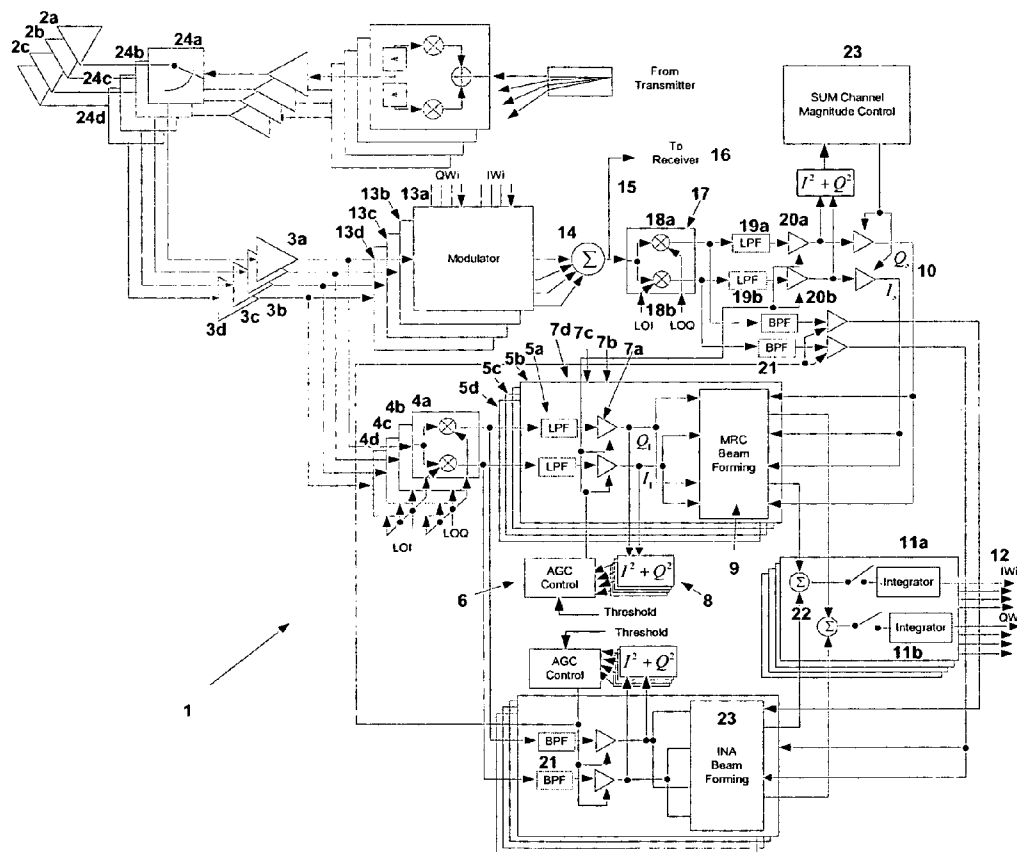 2a
2b
2c
24a
24b
24c
24d
A
A
From
Transmitter
23
SUM Channel
Magnitude Control
I² + Q²
To
Receiver
16
15
QWi
IWi
13a
13b
13c
13d
Modulator
14
Σ
17
18a
18b
LOI
LOQ
19a
LPF
LPF
19b
20a
20b
10
BPF
BPF
21
3a
3b
3c
3d
7d
7c
7b
7a
5a
5b
5c
5d
4a
4b
4c
4d
LPF
LPF
Q₁
I₁
MRC
Beam
Forming
9
LOI
LOQ
6
AGC
Control
I² + Q²
8
Threshold
Threshold
AGC
Control
I² + Q²
11a
12
IWi
Σ
22
Integrator
Σ
Integrator
11b
1
23
INA
Beam
Forming
BPF
21
BPF